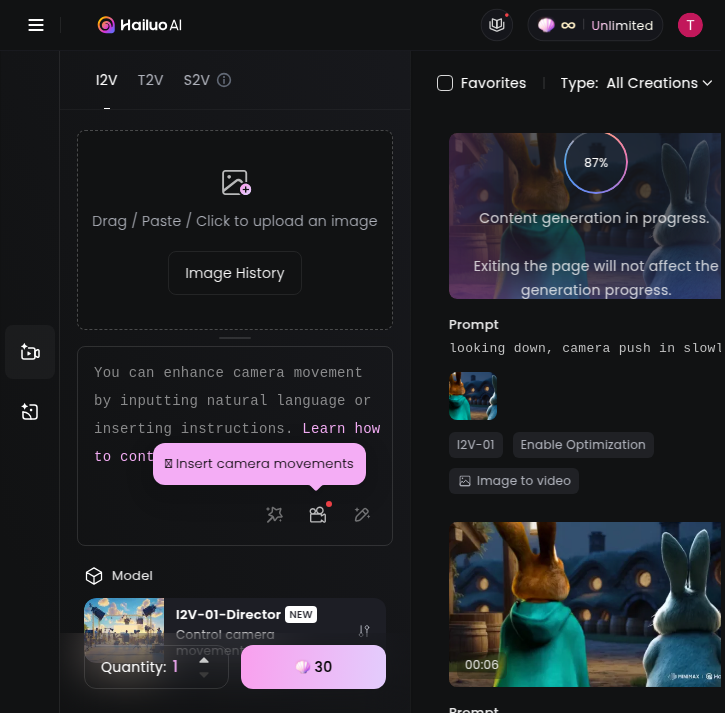 Hailuo AI
∞ Unlimited
T
I2V T2V S2V
Favorites
Type: All Creations
Drag / Paste / Click to upload an image
Image History
You can enhance camera movement
by inputting natural language or
inserting instructions. Learn how
to cont
Insert camera movements
Model
I2V-01-Director NEW
Control camera
movement
Quantity: 1
30
87%
Content generation in progress.
Exiting the page will not affect the
generation progress.
Prompt
looking down, camera push in slowl
I2V-01
Enable Optimization
Image to video
00:06
MINIMAX
Prompt